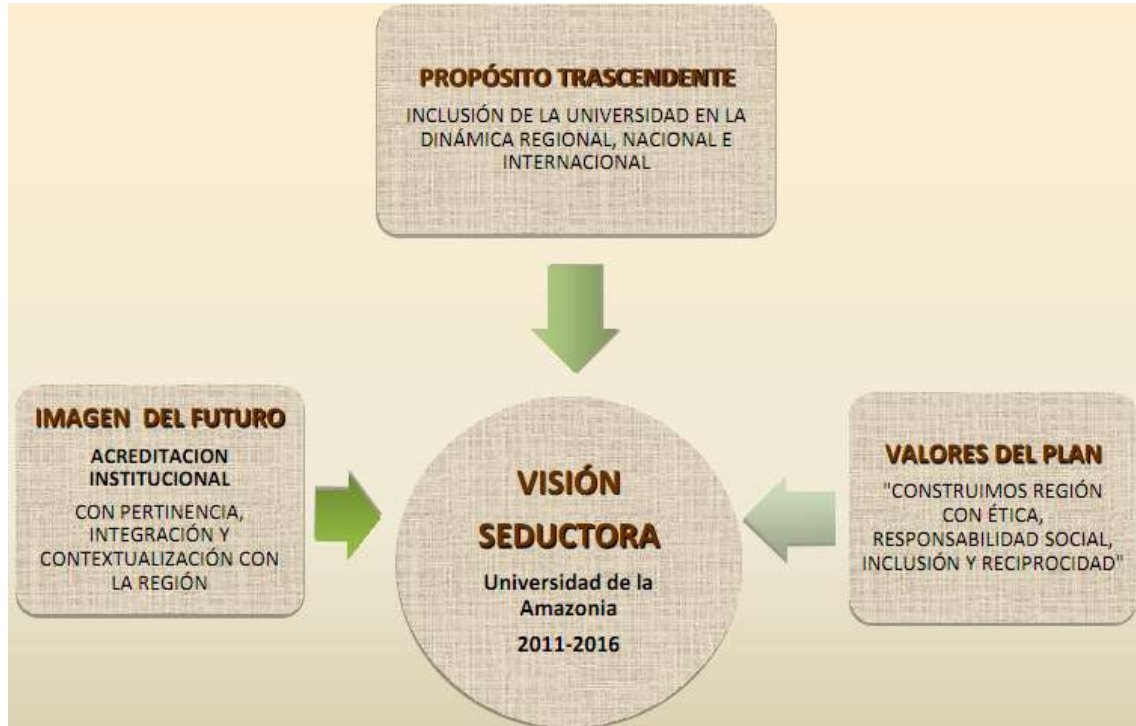 PROPÓSITO TRASCENDENTE
INCLUSIÓN DE LA UNIVERSIDAD EN LA
DINÁMICA REGIONAL, NACIONAL E
INTERNACIONAL
IMAGEN DEL FUTURO
ACREDITACION
INSTITUCIONAL
CON PERTINENCIA,
INTEGRACIÓN Y
CONTEXTUALIZACIÓN CON
LA REGIÓN
VISIÓN
SEDUCTORA
Universidad de la
Amazonia
2011-2016
VALORES DEL PLAN
"CONSTRUIMOS REGIÓN
CON ÉTICA,
RESPONSABILIDAD SOCIAL,
INCLUSIÓN Y RECIPROCIDAD"